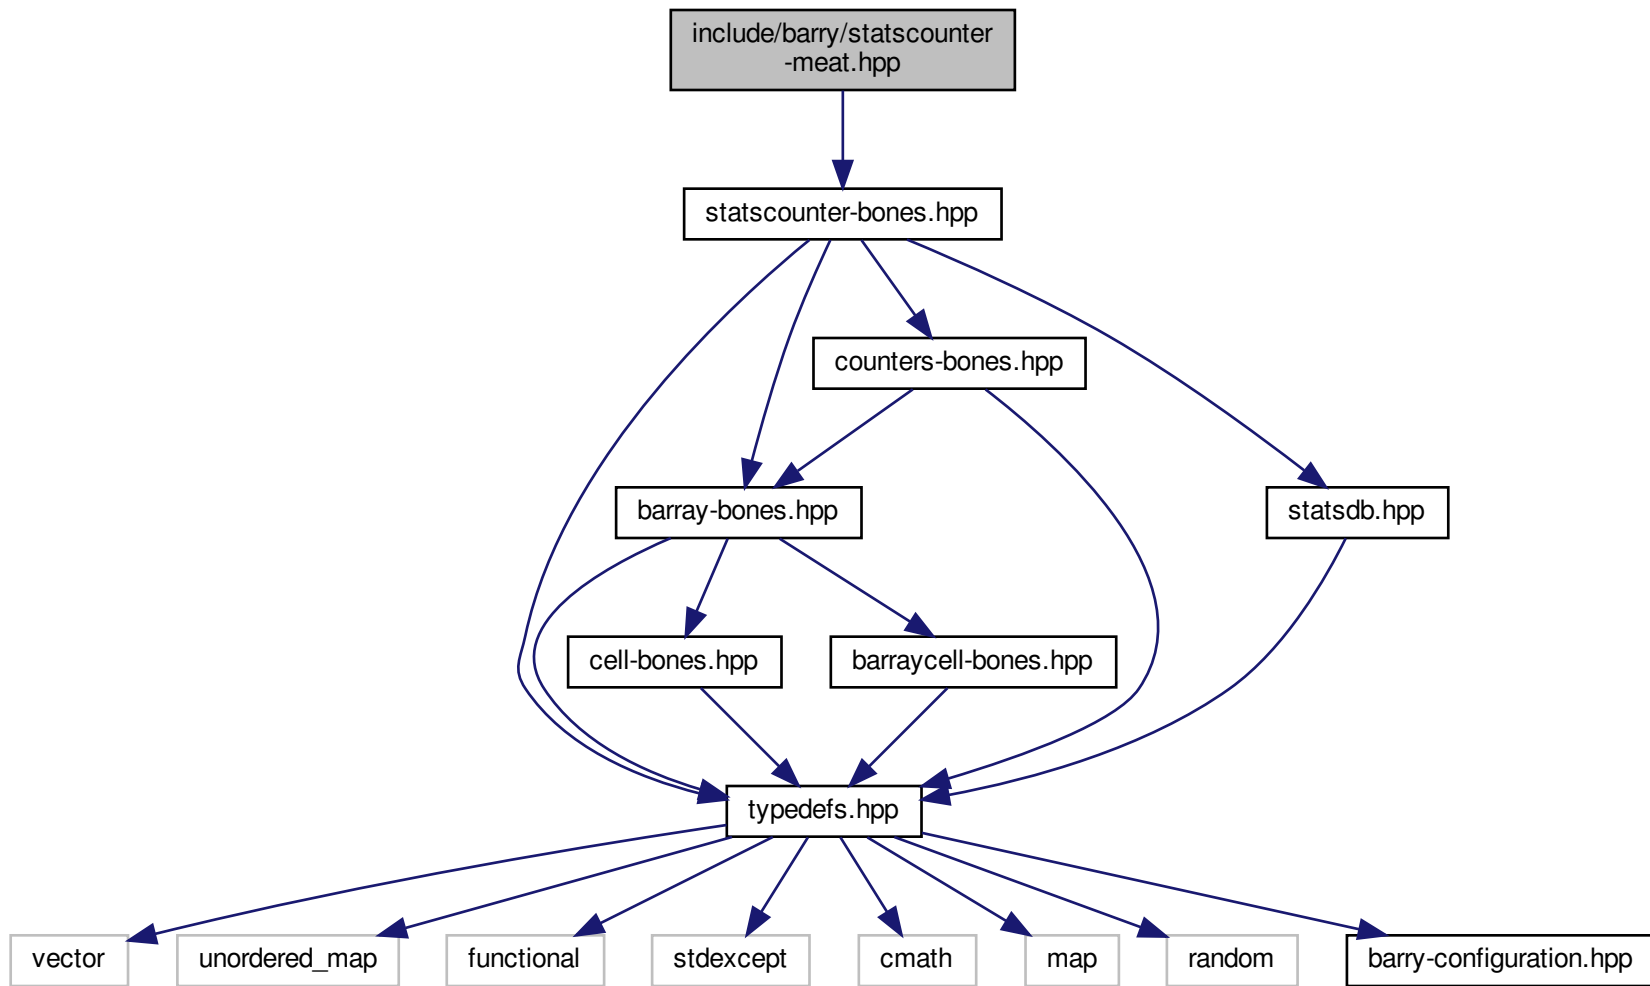 include/barry/statscounter
-meat.hpp
statscounter-bones.hpp
counters-bones.hpp
barray-bones.hpp
statsdb.hpp
cell-bones.hpp
barraycell-bones.hpp
typedefs.hpp
vector
unordered_map
functional
stdexcept
cmath
map
random
barry-configuration.hpp